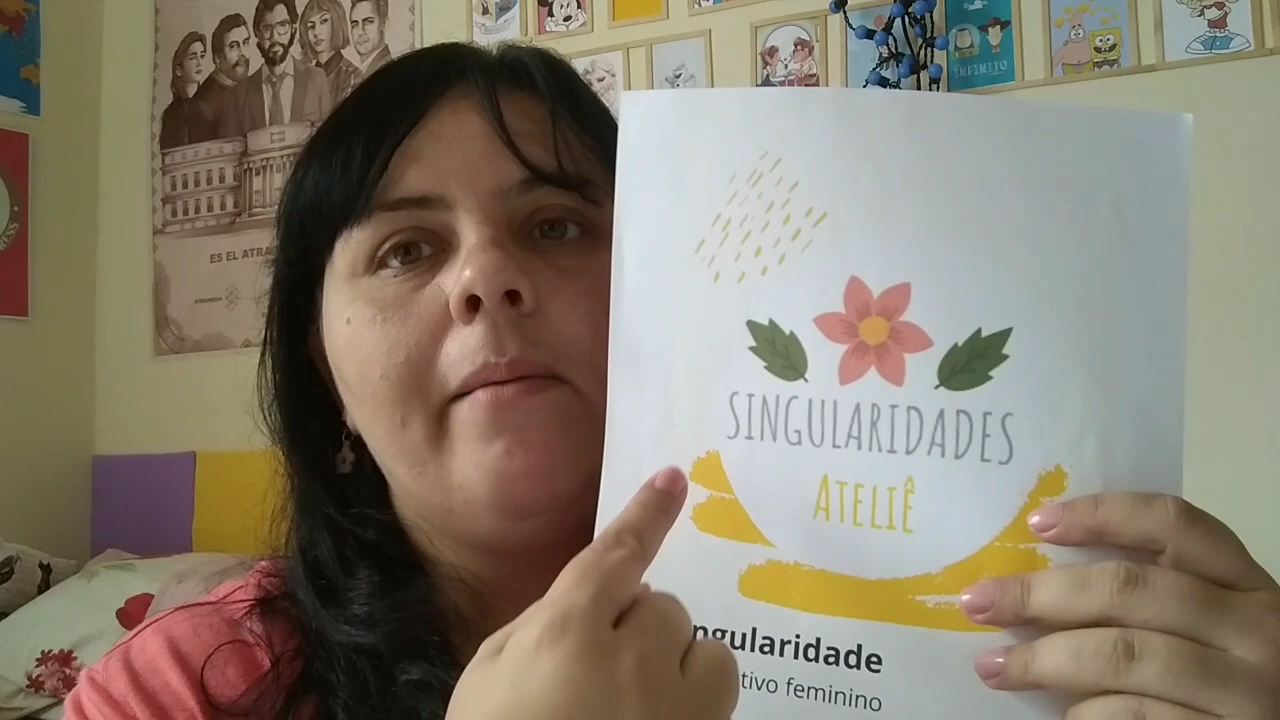 ES EL ATRA
INFINITO
SINGULARIDADES
ATELIÊ
ngularidade
tivo feminino